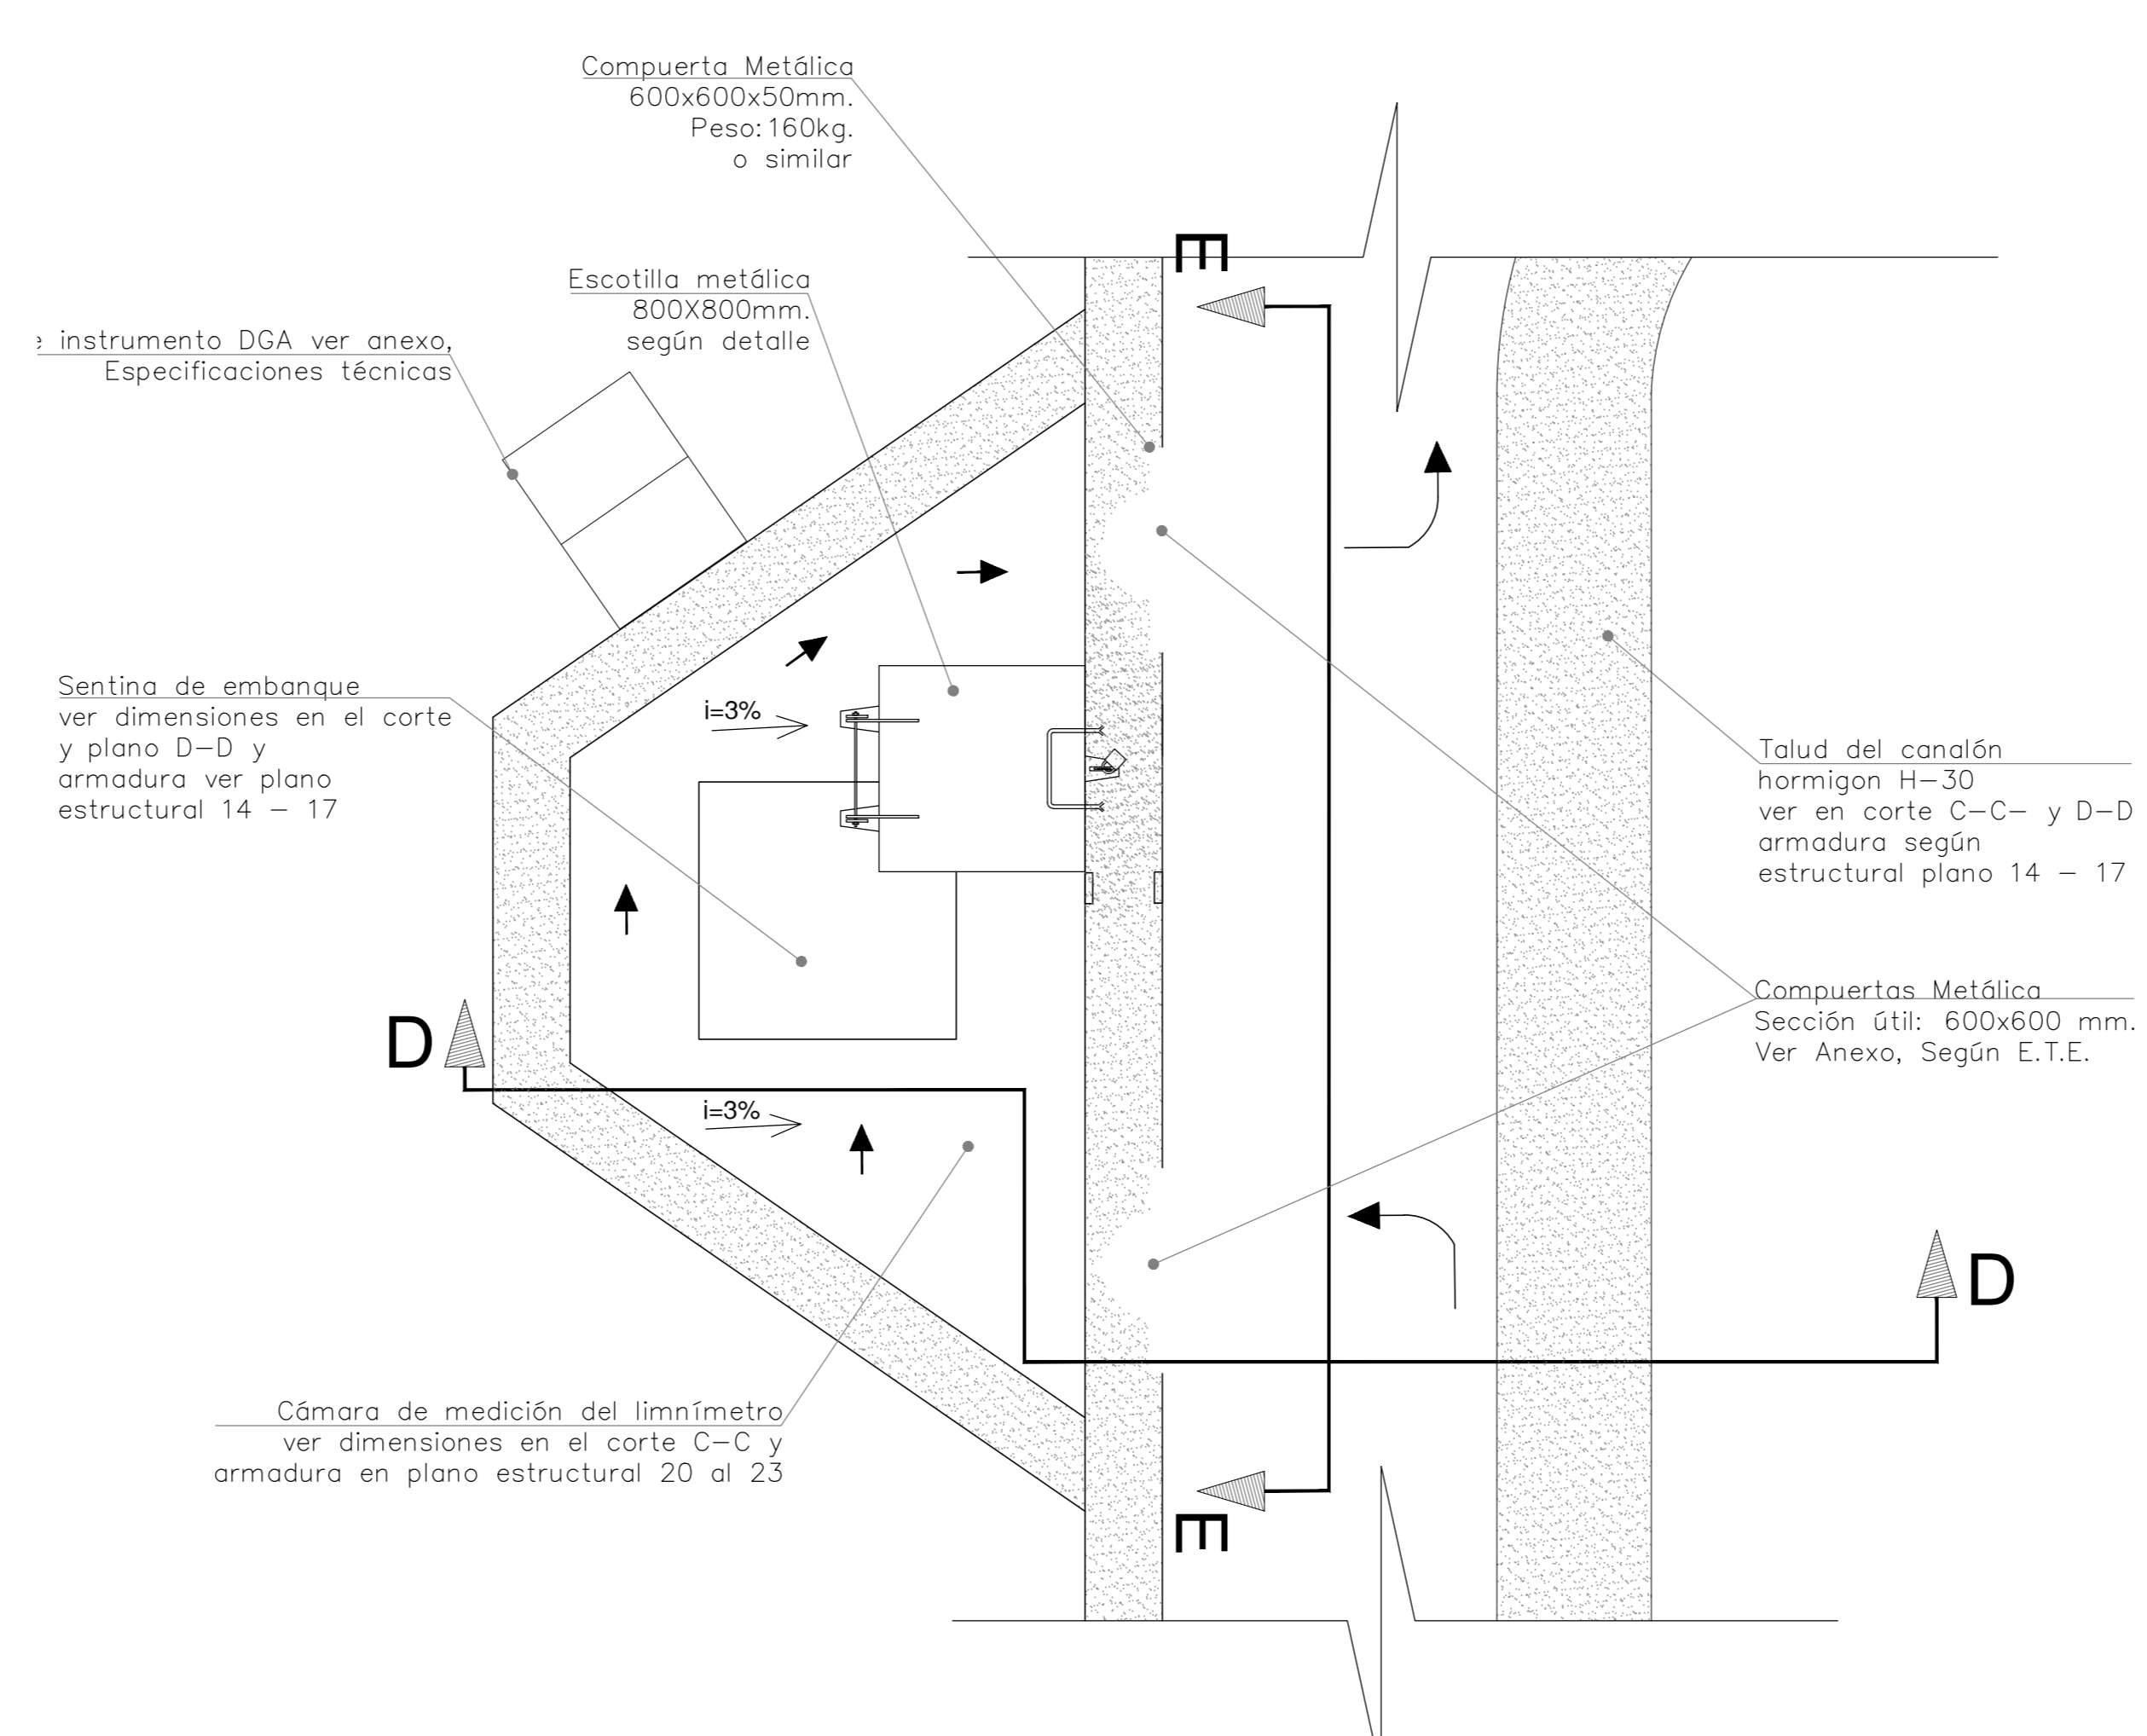 Compuerta Metálica
600x600x50mm.
Peso:160kg.
o similar
E
Escotilla metálica
800X800mm.
según detalle
instrumento DGA ver anexo,
Especificaciones técnicas
Sentina de embanque
ver dimensiones en el corte
y plano D-D y
armadura ver plano
estructural 14 - 17
i=3%
Talud del canalón
hormigon H-30
ver en corte C-C- y D-D
armadura según
estructural plano 14 - 17
Compuertas Metálica
Sección útil: 600x600 mm.
Ver Anexo, Según E.T.E.
D
i=3%
D
Cámara de medición del limnímetro
ver dimensiones en el corte C-C y
armadura en plano estructural 20 al 23
E